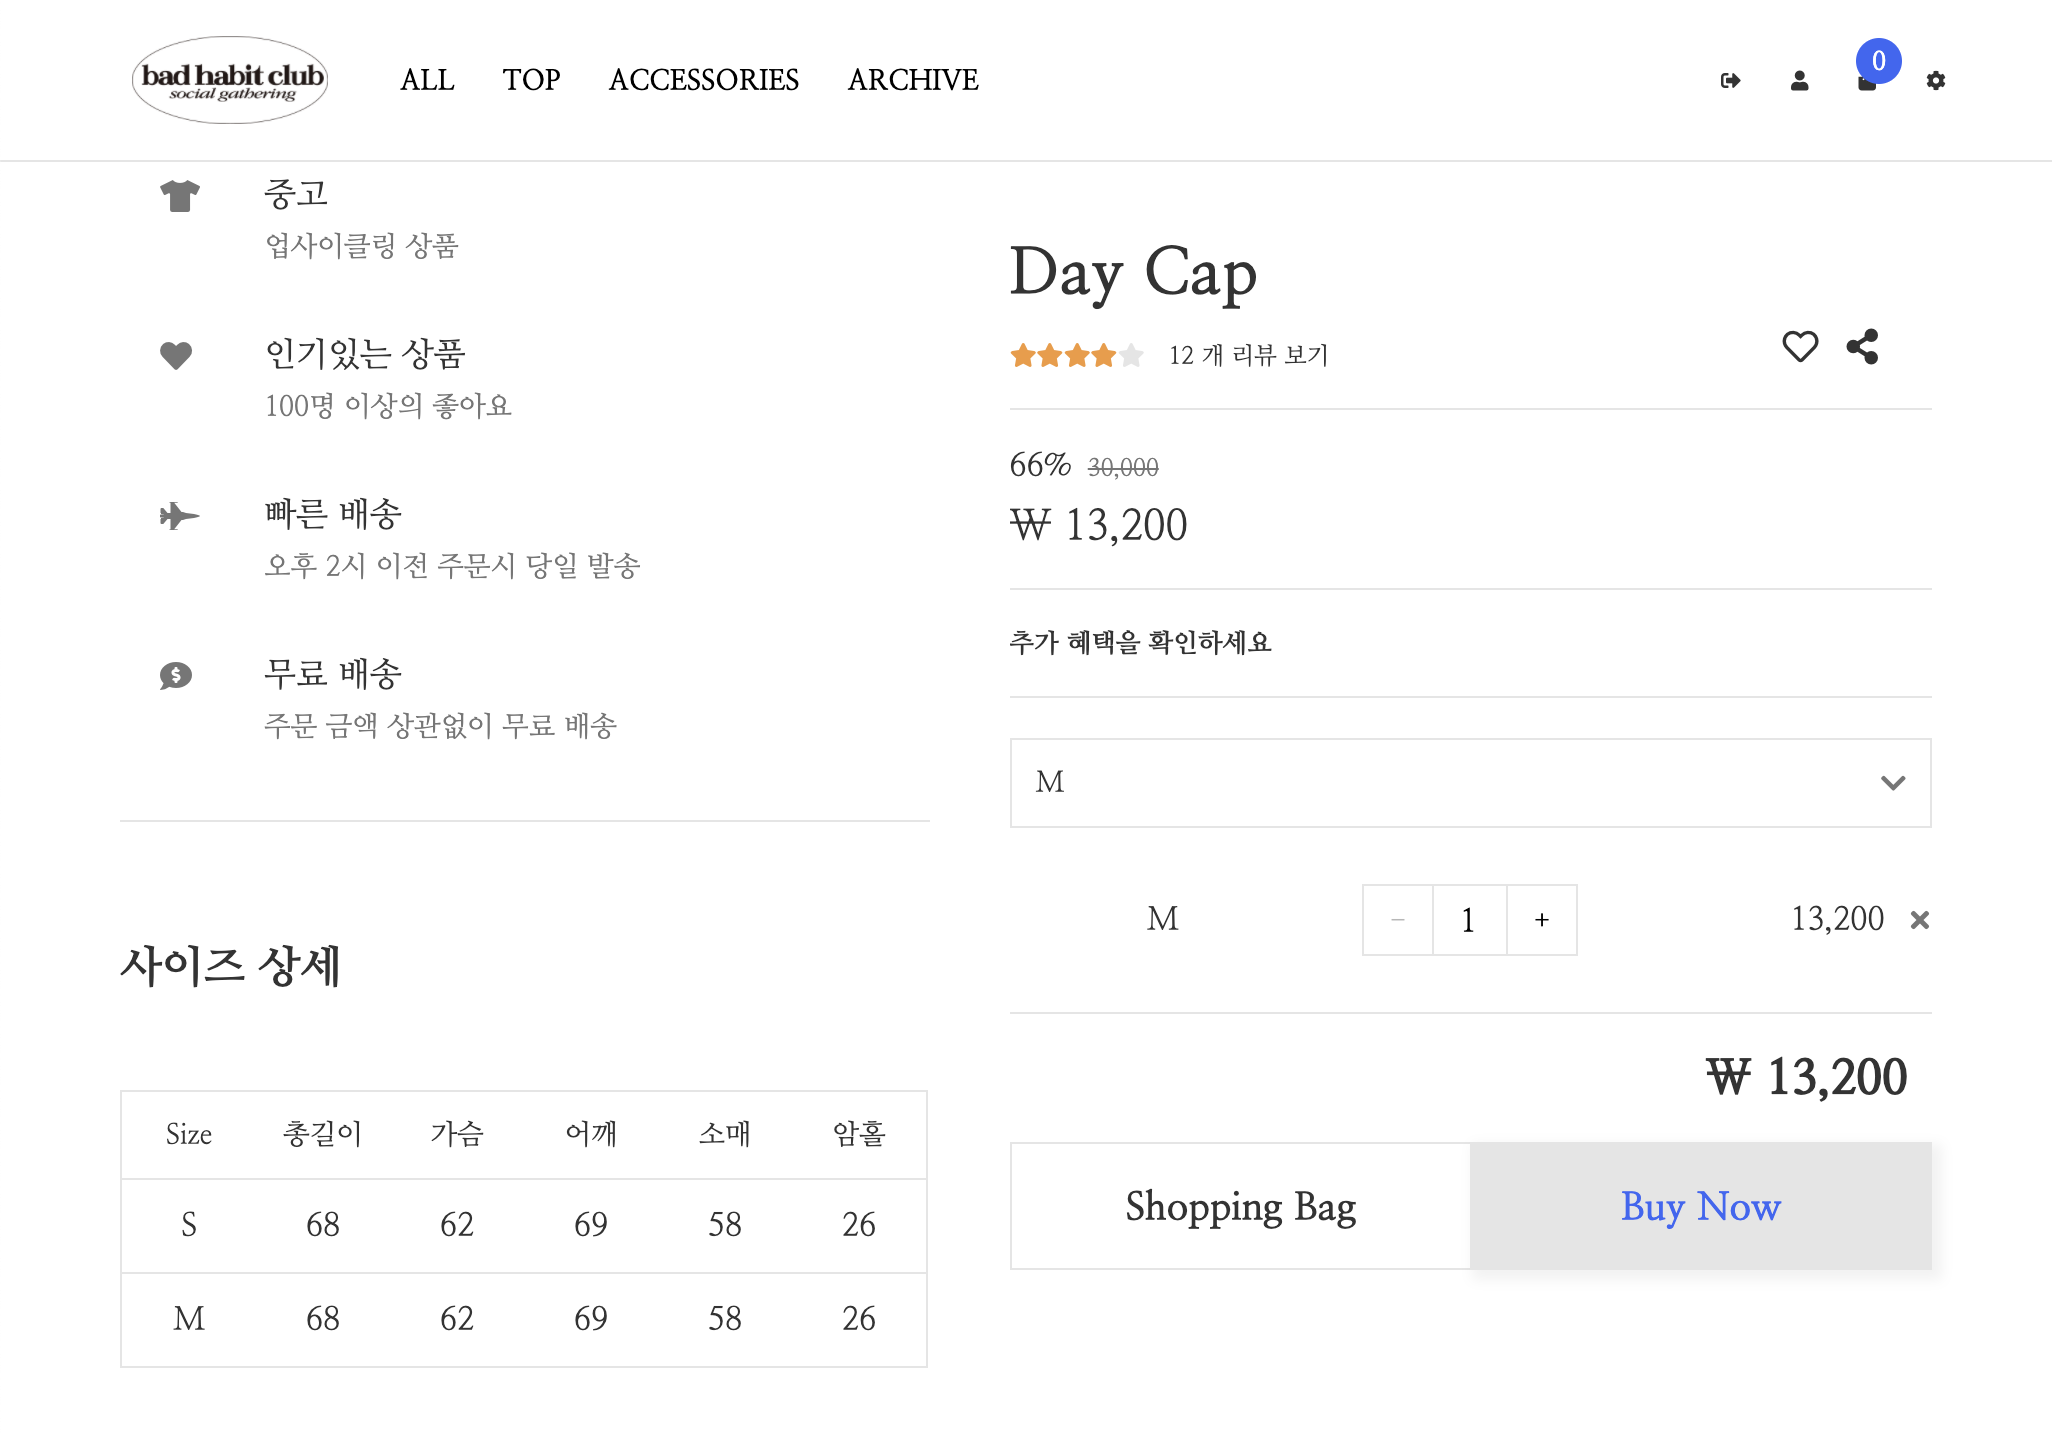 bad habit club
social gathering
ALL TOP ACCESSORIES ARCHIVE
0
중고
업사이클링 상품
인기있는 상품
100명 이상의 좋아요
빠른 배송
오후 2시 이전 주문시 당일 발송
무료 배송
주문 금액 상관없이 무료 배송
사이즈 상세
Size 총길이 가슴 어깨 소매 암홀
S 68 62 69 58 26
M 68 62 69 58 26
Day Cap
12 개 리뷰 보기
66% 30,000
₩ 13,200
추가 혜택을 확인하세요
M
M − 1 + 13,200
₩ 13,200
Shopping Bag Buy Now